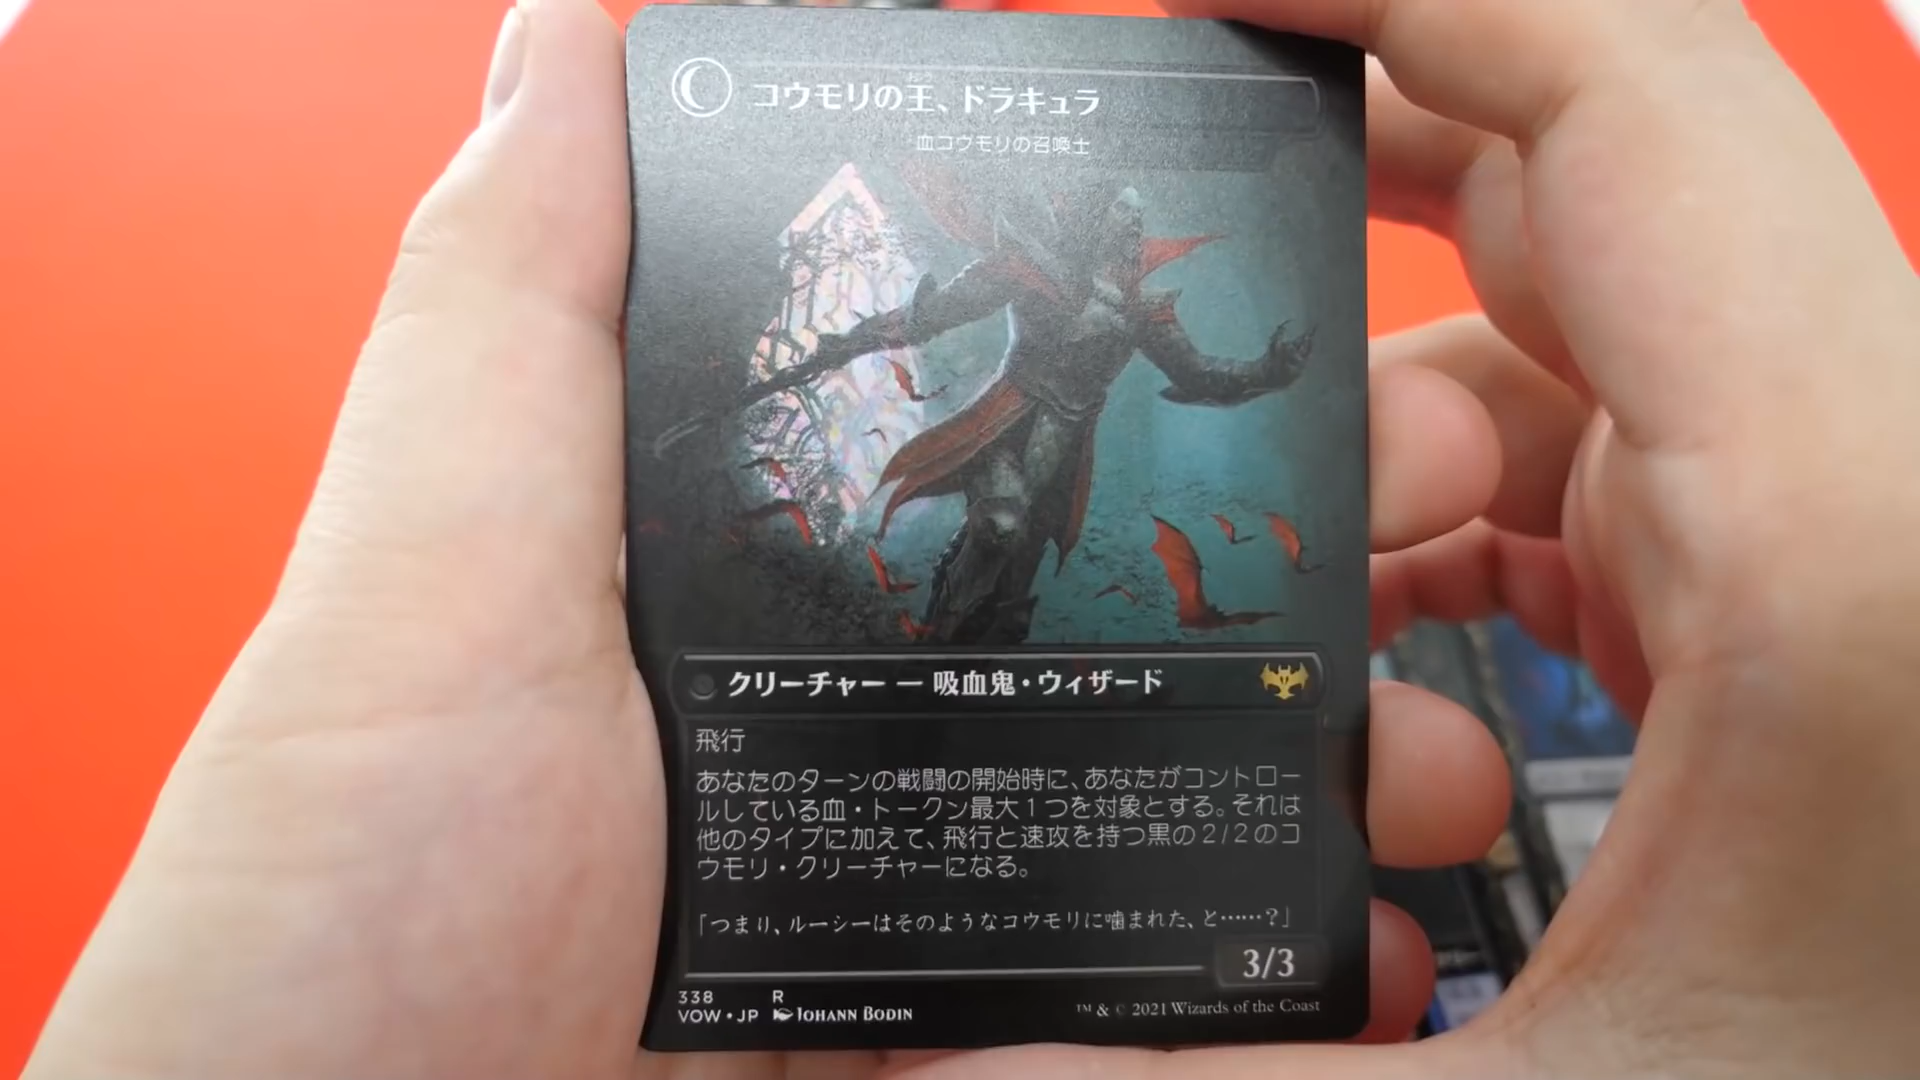 おう
コウモリの王、ドラキュラ
血コウモリの召喚士
クリーチャー — 吸血鬼・ウィザード
飛行
あなたのターンの戦闘の開始時に、あなたがコントロー
ルしている血・トークン最大1つを対象とする。それは
他のタイプに加えて、飛行と速攻を持つ黒の2/2のコ
ウモリ・クリーチャーになる。
「つまり、ルーシーはそのようなコウモリに噛まれた、と……？」
3/3
338 R
VOW • JP JOHANN BODIN
™ & © 2021 Wizards of the Coast